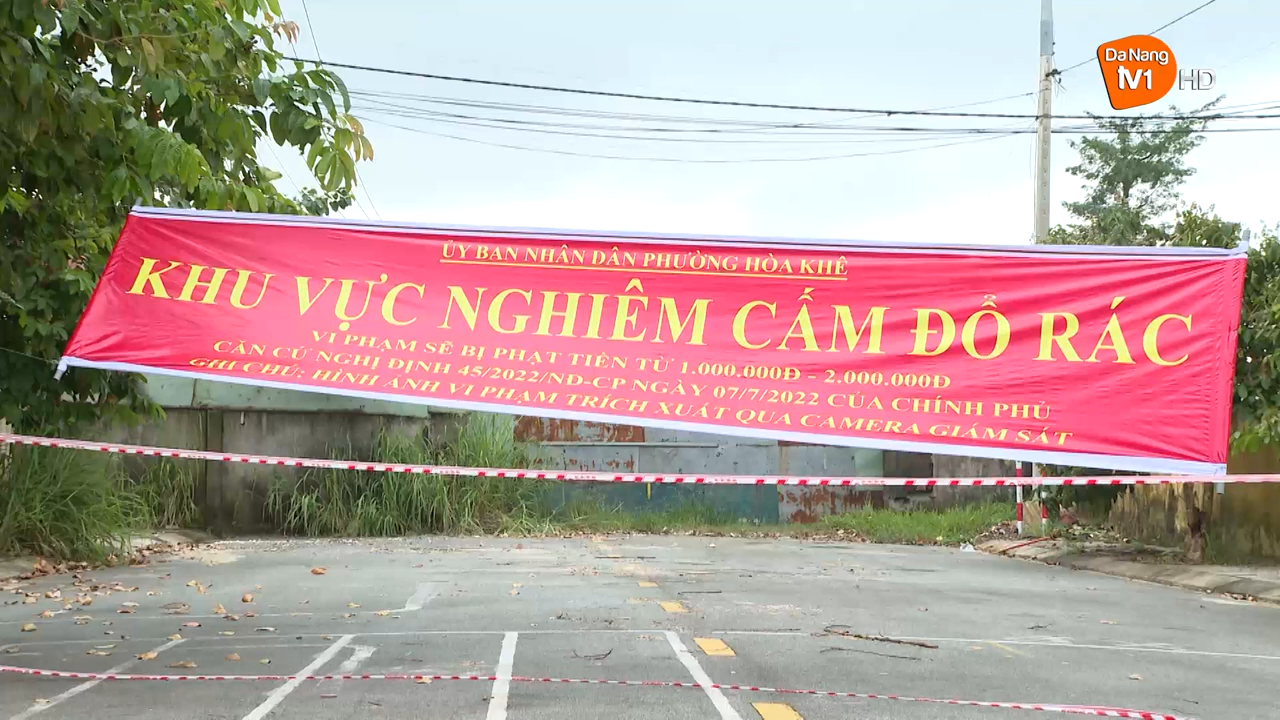 Da Nang
tv1 HD
ỦY BAN NHÂN DÂN PHƯỜNG HÒA KHÊ
KHU VỰC NGHIÊM CẤM ĐỔ RÁC
VI PHẠM SẼ BỊ PHẠT TIỀN TỪ 1.000.000Đ - 2.000.000Đ
CĂN CỨ NGHỊ ĐỊNH 45/2022/NĐ-CP NGÀY 07/7/2022 CỦA CHÍNH PHỦ
GHI CHÚ: HÌNH ẢNH VI PHẠM TRÍCH XUẤT QUA CAMERA GIÁM SÁT